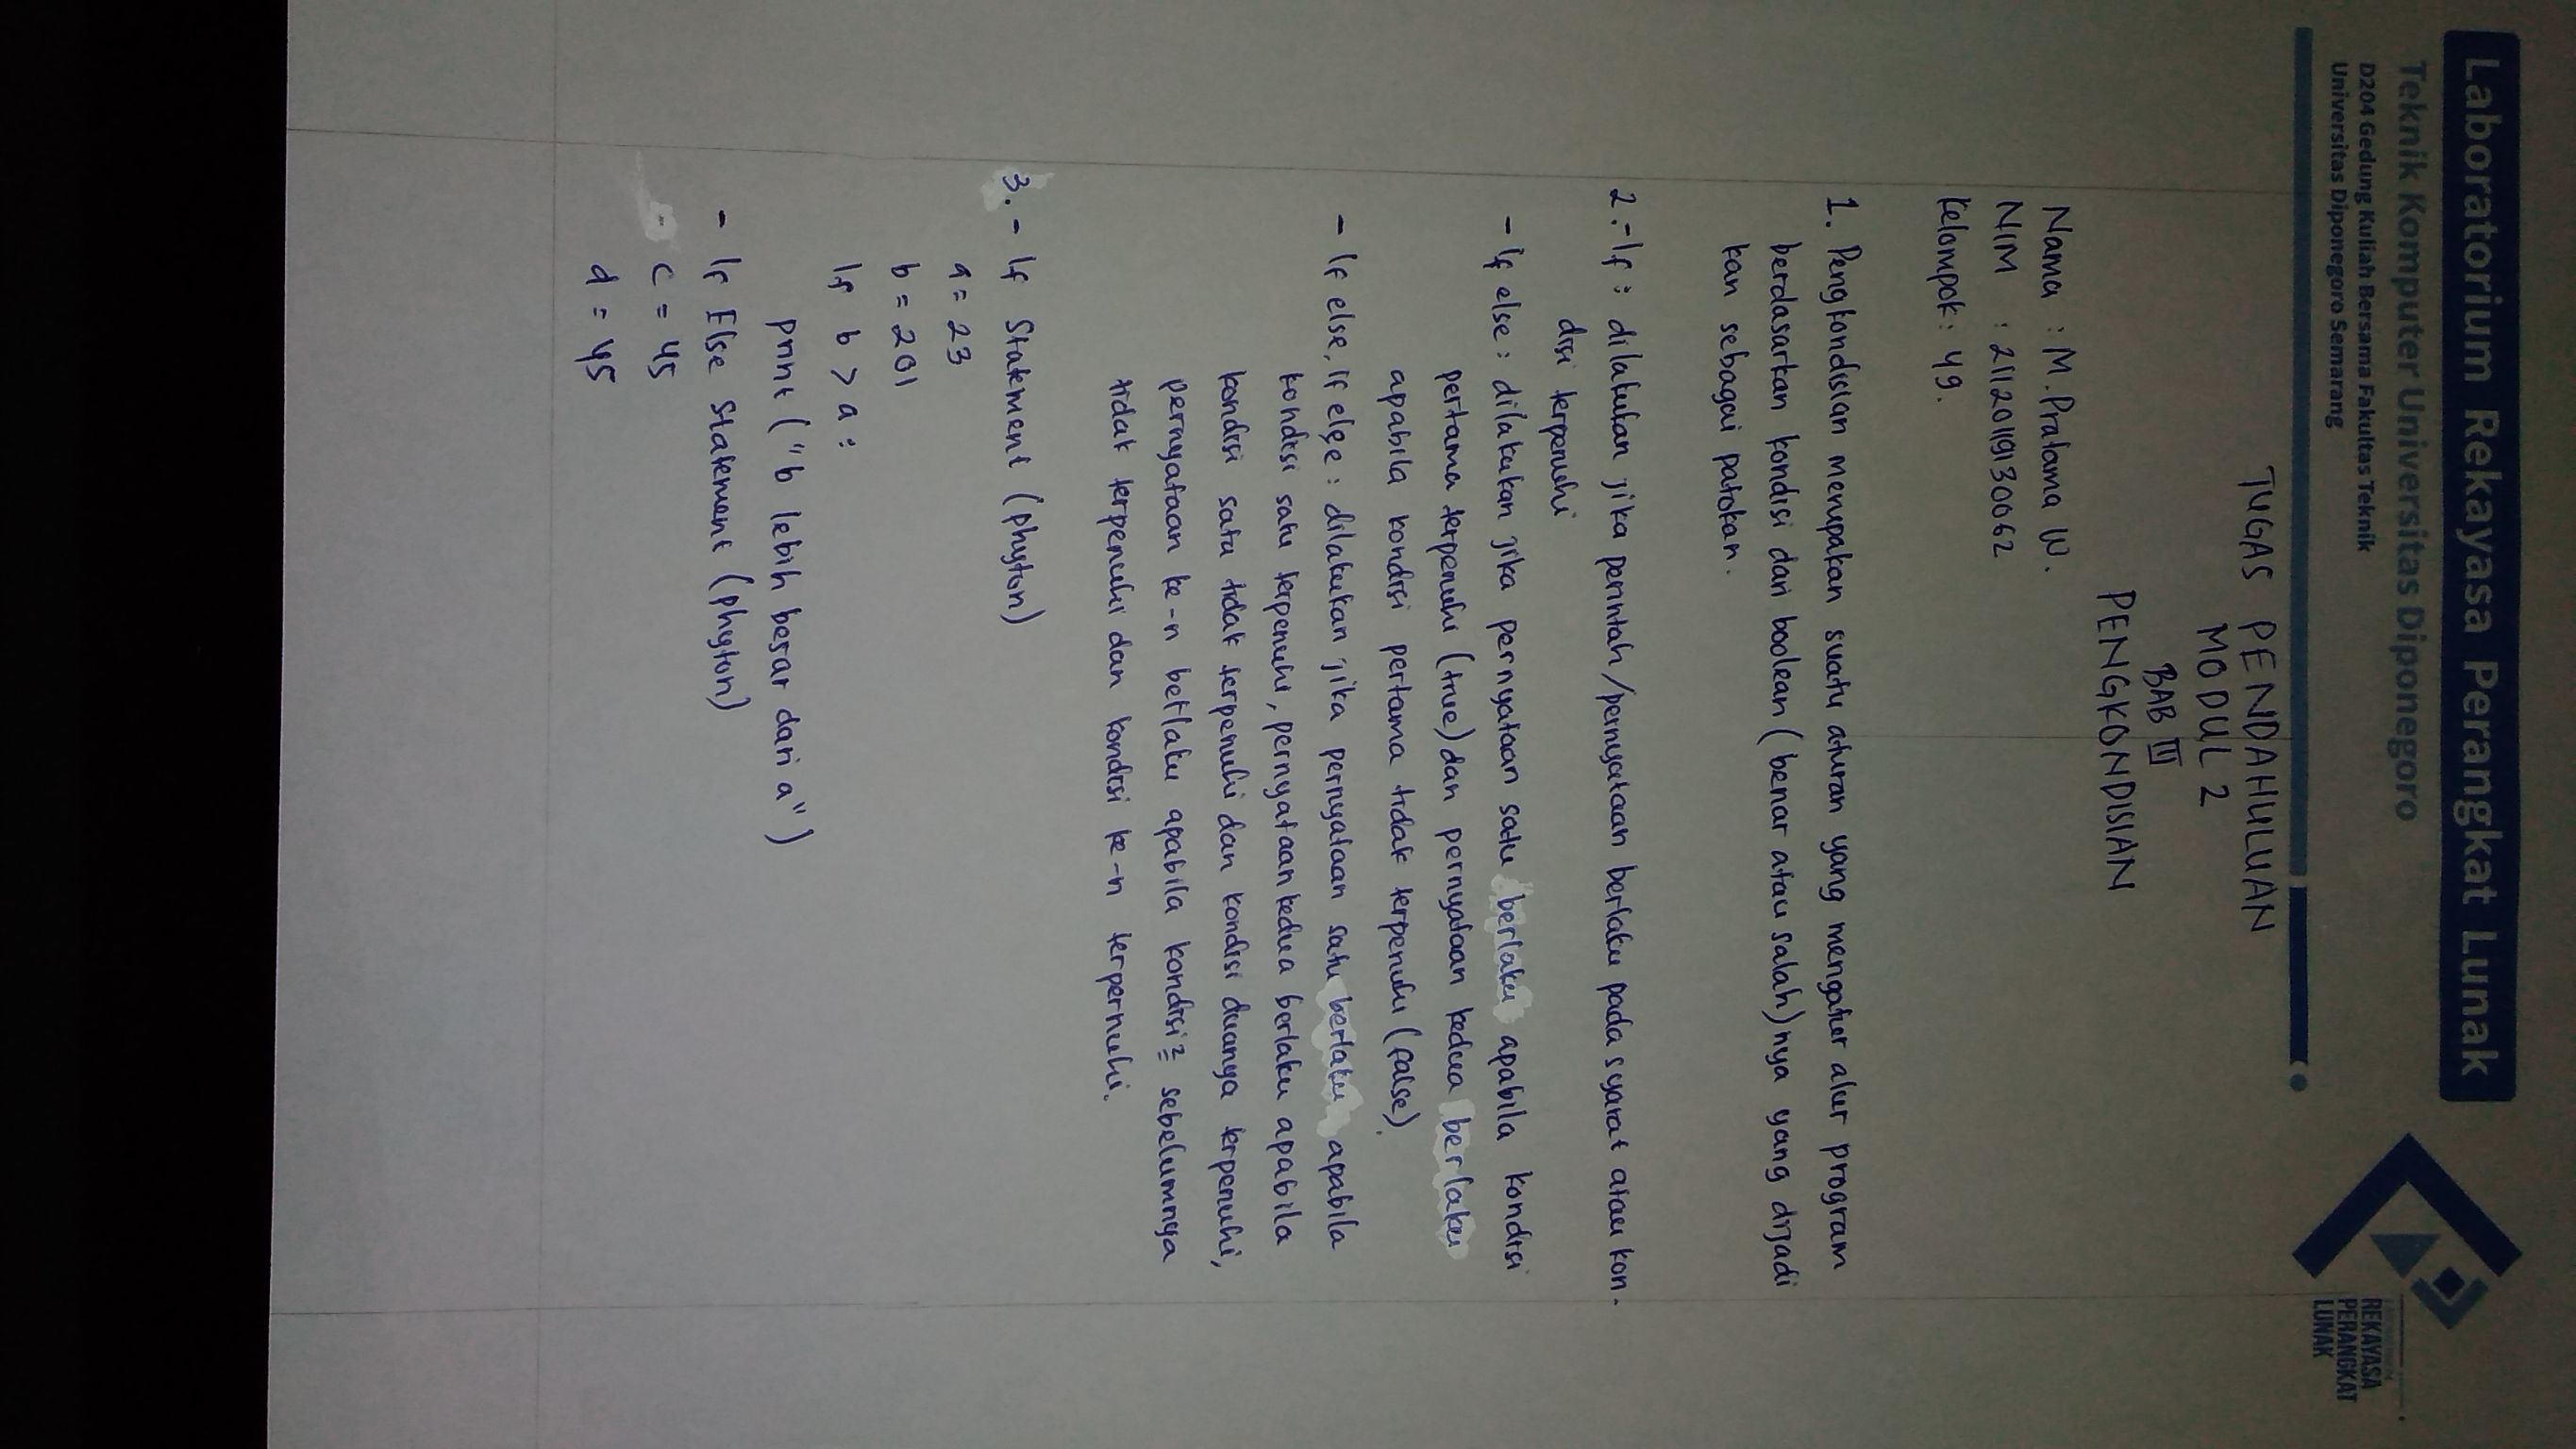 Laboratorium Rekayasa Perangkat Lunak
Teknik Komputer Universitas Diponegoro
D204 Gedung Kuliah Bersama Fakultas Teknik
Universitas Diponegoro Semarang
REKAYASA
PERANGKAT
LUNAK
TUGAS PENDAHULUAN
MODUL 2
BAB III
PENGKONDISIAN
Nama : M. Pratama W.
NIM : 21120119130062
Kelompok : 49.
1. Pengkondisian merupakan suatu aturan yang mengatur alur program
berdasarkan kondisi dari boolean (benar atau salah)nya yang dijadi
kan sebagai patokan.
2. - If : dilakukan jika perintah/pernyataan berlaku pada syarat atau kon-
disi terpenuhi
- If else : dilakukan jika pernyataan satu berlaku apabila kondisi
pertama terpenuhi (true) dan pernyataan kedua berlaku
apabila kondisi pertama tidak terpenuhi (false).
- If else, if else : dilakukan jika pernyataan satu berlaku apabila
kondisi satu terpenuhi, pernyataan kedua berlaku apabila
kondisi satu tidak terpenuhi dan kondisi duanya terpenuhi,
pernyataan ke-n berlaku apabila kondisi2 sebelumnya
tidak terpenuhi dan kondisi ke-n terpernuhi.
3. - If Statement (phyton)
a = 23
b = 201
If b > a :
print ("b lebih besar dari a")
- If Else Statement (phyton)
c = 45
d = 45